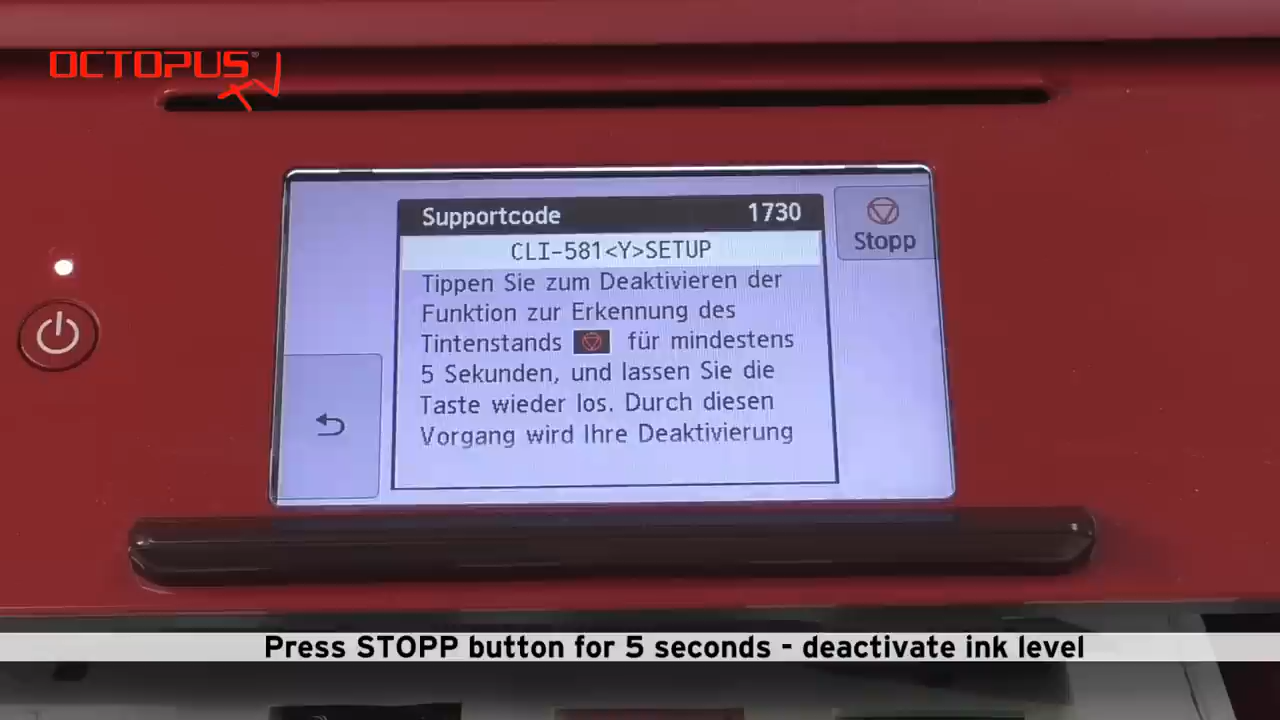 OCTOPUS®
TV
Supportcode 1730
CLI-581<Y>SETUP
Tippen Sie zum Deaktivieren der
Funktion zur Erkennung des
Tintenstands für mindestens
5 Sekunden, und lassen Sie die
Taste wieder los. Durch diesen
Vorgang wird Ihre Deaktivierung
Stopp
Press STOPP button for 5 seconds - deactivate ink level